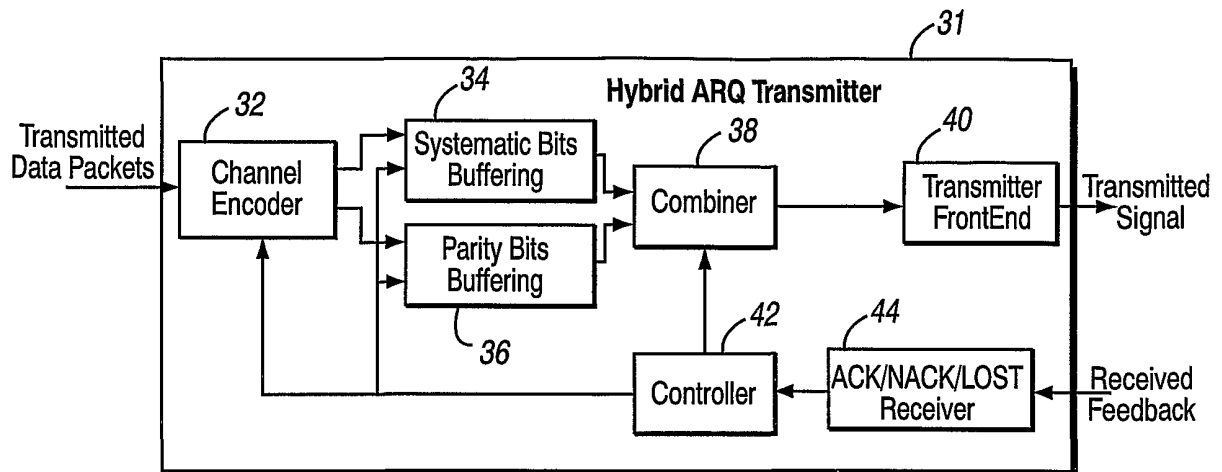 31
Hybrid ARQ Transmitter
Transmitted
Data Packets
32
Channel
Encoder
34
Systematic Bits
Buffering
Parity Bits
Buffering
36
38
Combiner
40
Transmitter
FrontEnd
Transmitted
Signal
42
Controller
44
ACK/NACK/LOST
Receiver
Received
Feedback